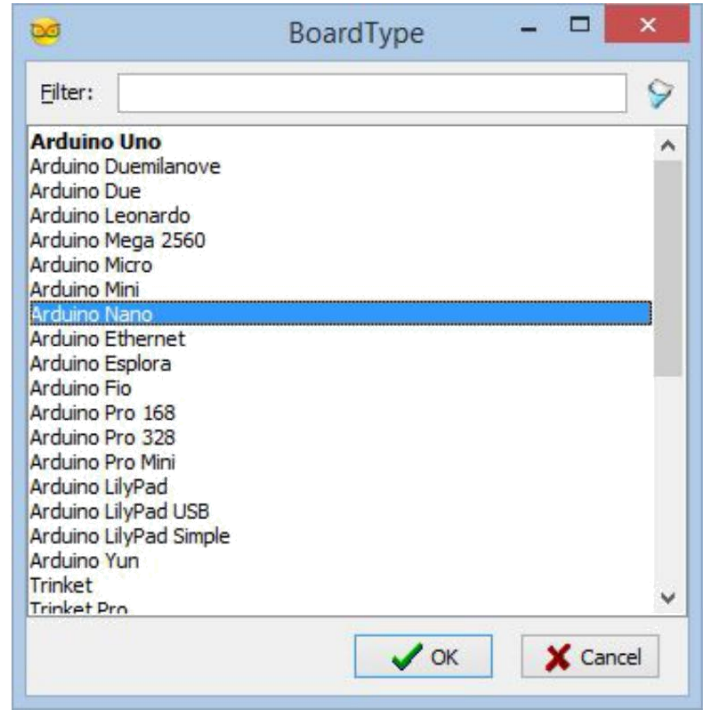 BoardType
Filter:
Arduino Uno
Arduino Duemilanove
Arduino Due
Arduino Leonardo
Arduino Mega 2560
Arduino Micro
Arduino Mini
Arduino Nano
Arduino Ethernet
Arduino Esplora
Arduino Fio
Arduino Pro 168
Arduino Pro 328
Arduino Pro Mini
Arduino LilyPad
Arduino LilyPad USB
Arduino LilyPad Simple
Arduino Yun
Trinket
Trinket Pro
OK Cancel